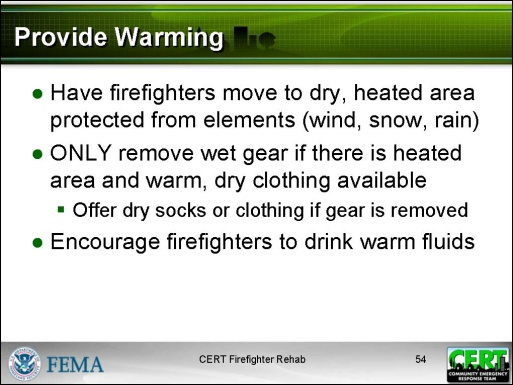 Provide Warming
● Have firefighters move to dry, heated area
protected from elements (wind, snow, rain)
● ONLY remove wet gear if there is heated
area and warm, dry clothing available
▪ Offer dry socks or clothing if gear is removed
● Encourage firefighters to drink warm fluids
FEMA
CERT Firefighter Rehab
54
CERT
COMMUNITY EMERGENCY
RESPONSE TEAM